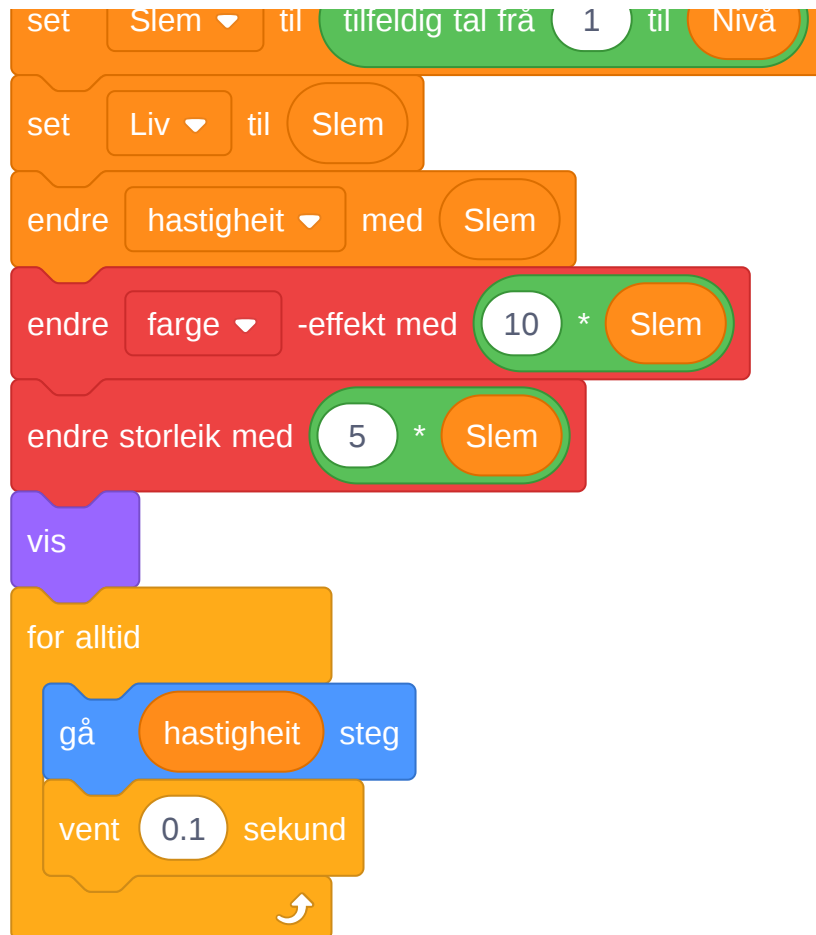 set Slem til tilfeldig tal frå 1 til Nivå
set Liv til Slem
endre hastigheit med Slem
endre farge -effekt med 10 * Slem
endre storleik med 5 * Slem
vis
for alltid
gå hastigheit steg
vent 0.1 sekund